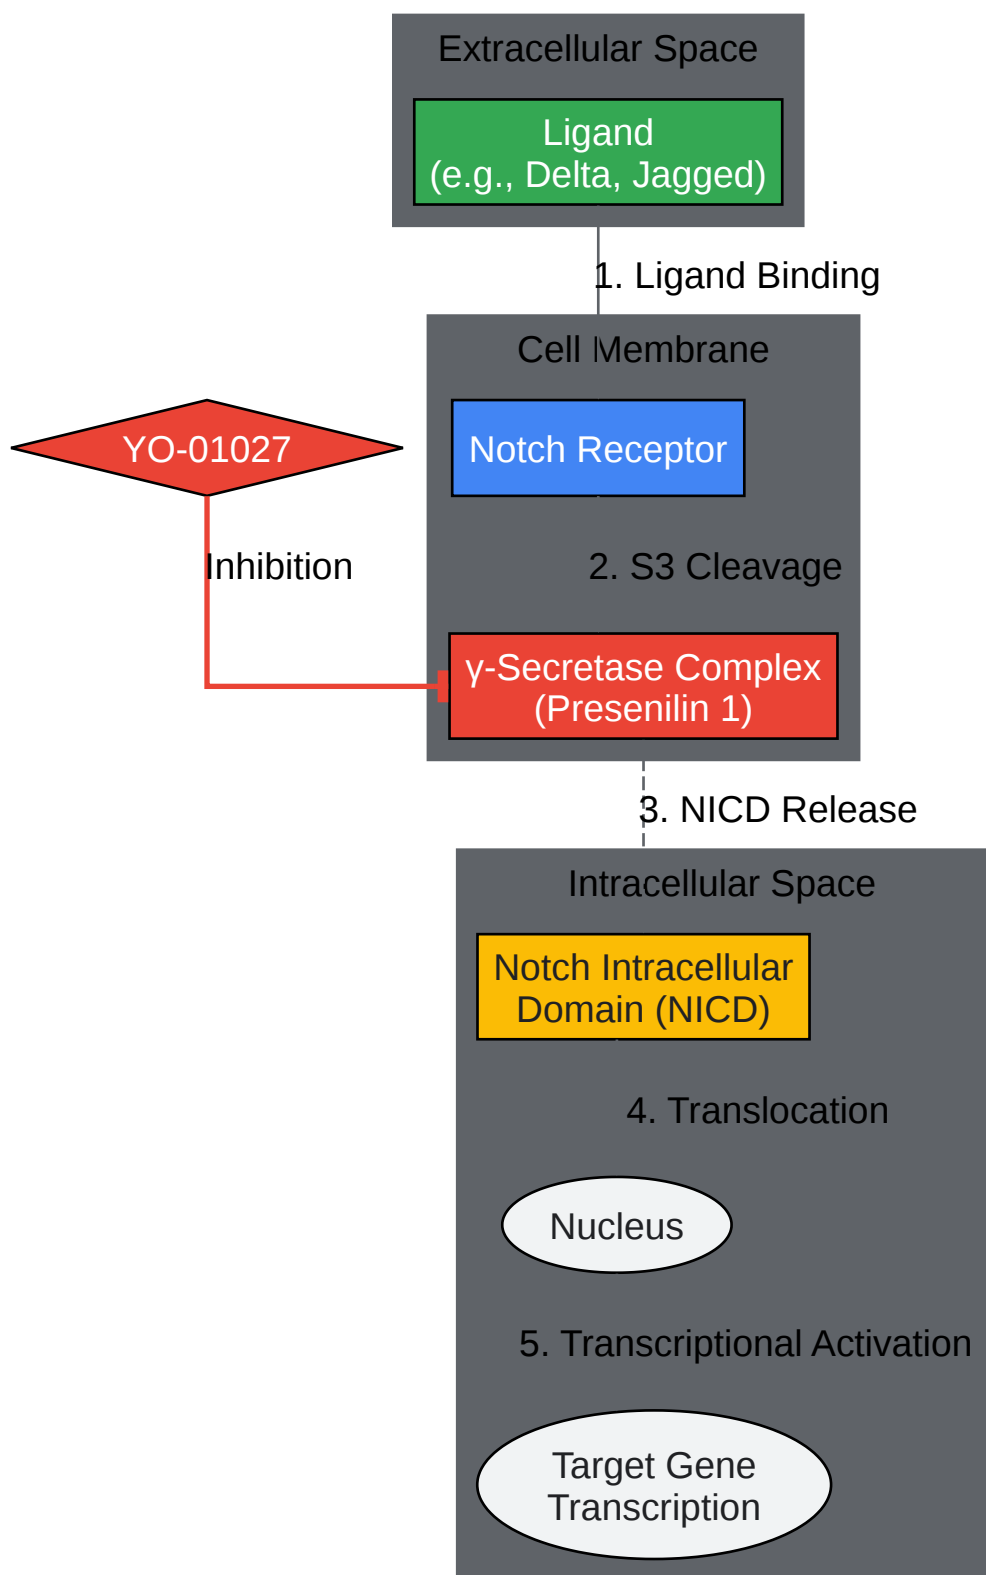 Extracellular Space
Ligand
(e.g., Delta, Jagged)
1. Ligand Binding
Cell Membrane
YO-01027
Notch Receptor
Inhibition
2. S3 Cleavage
γ-Secretase Complex
(Presenilin 1)
3. NICD Release
Intracellular Space
Notch Intracellular
Domain (NICD)
4. Translocation
Nucleus
5. Transcriptional Activation
Target Gene
Transcription